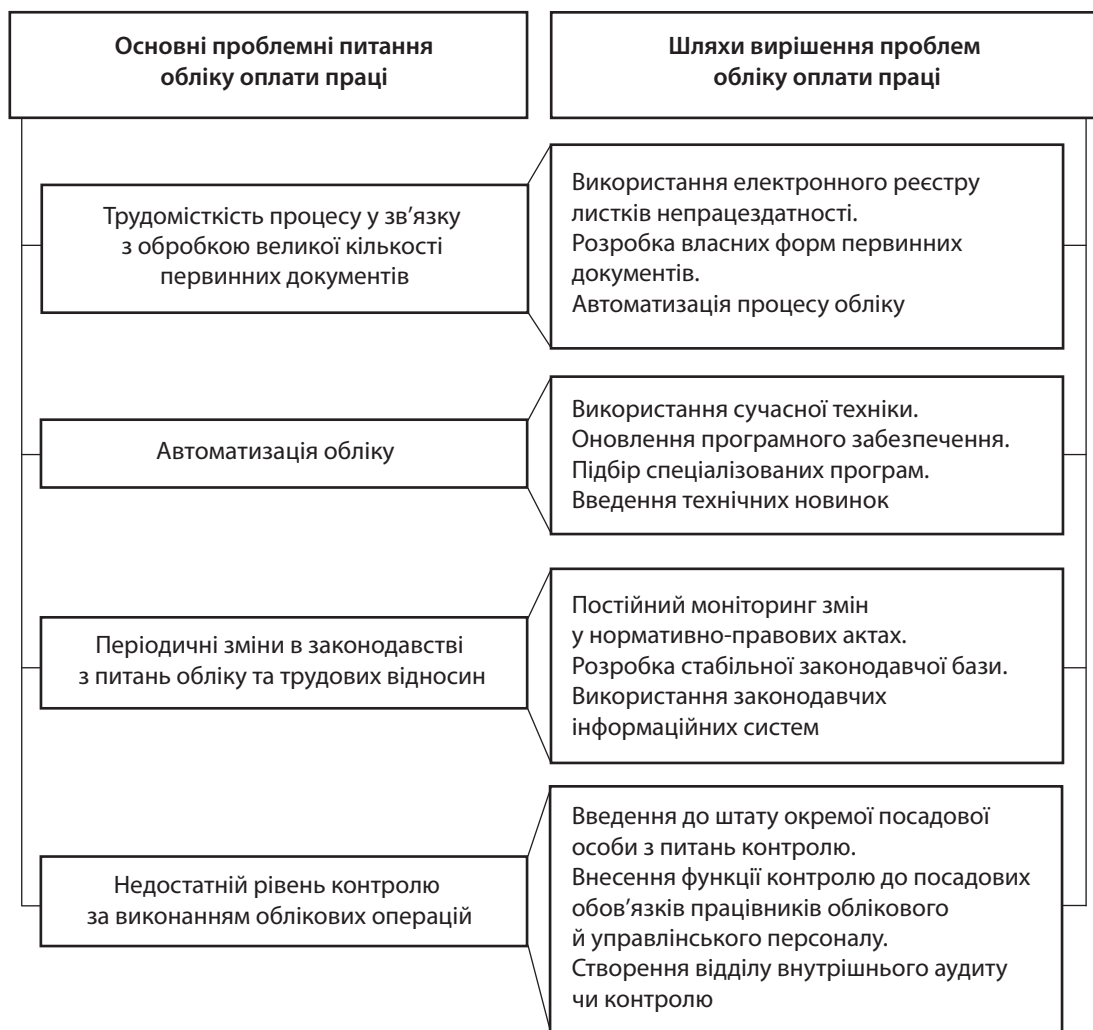 Основні проблемні питання
обліку оплати праці
Шляхи вирішення проблем
обліку оплати праці
Трудомісткість процесу у зв’язку
з обробкою великої кількості
первинних документів
Використання електронного реєстру
листків непрацездатності.
Розробка власних форм первинних
документів.
Автоматизація процесу обліку
Автоматизація обліку
Використання сучасної техніки.
Оновлення програмного забезпечення.
Підбір спеціалізованих програм.
Введення технічних новинок
Періодичні зміни в законодавстві
з питань обліку та трудових відносин
Постійний моніторинг змін
у нормативно-правових актах.
Розробка стабільної законодавчої бази.
Використання законодавчих
інформаційних систем
Недостатній рівень контролю
за виконанням облікових операцій
Введення до штату окремої посадової
особи з питань контролю.
Внесення функції контролю до посадових
обов’язків працівників облікового
й управлінського персоналу.
Створення відділу внутрішнього аудиту
чи контролю